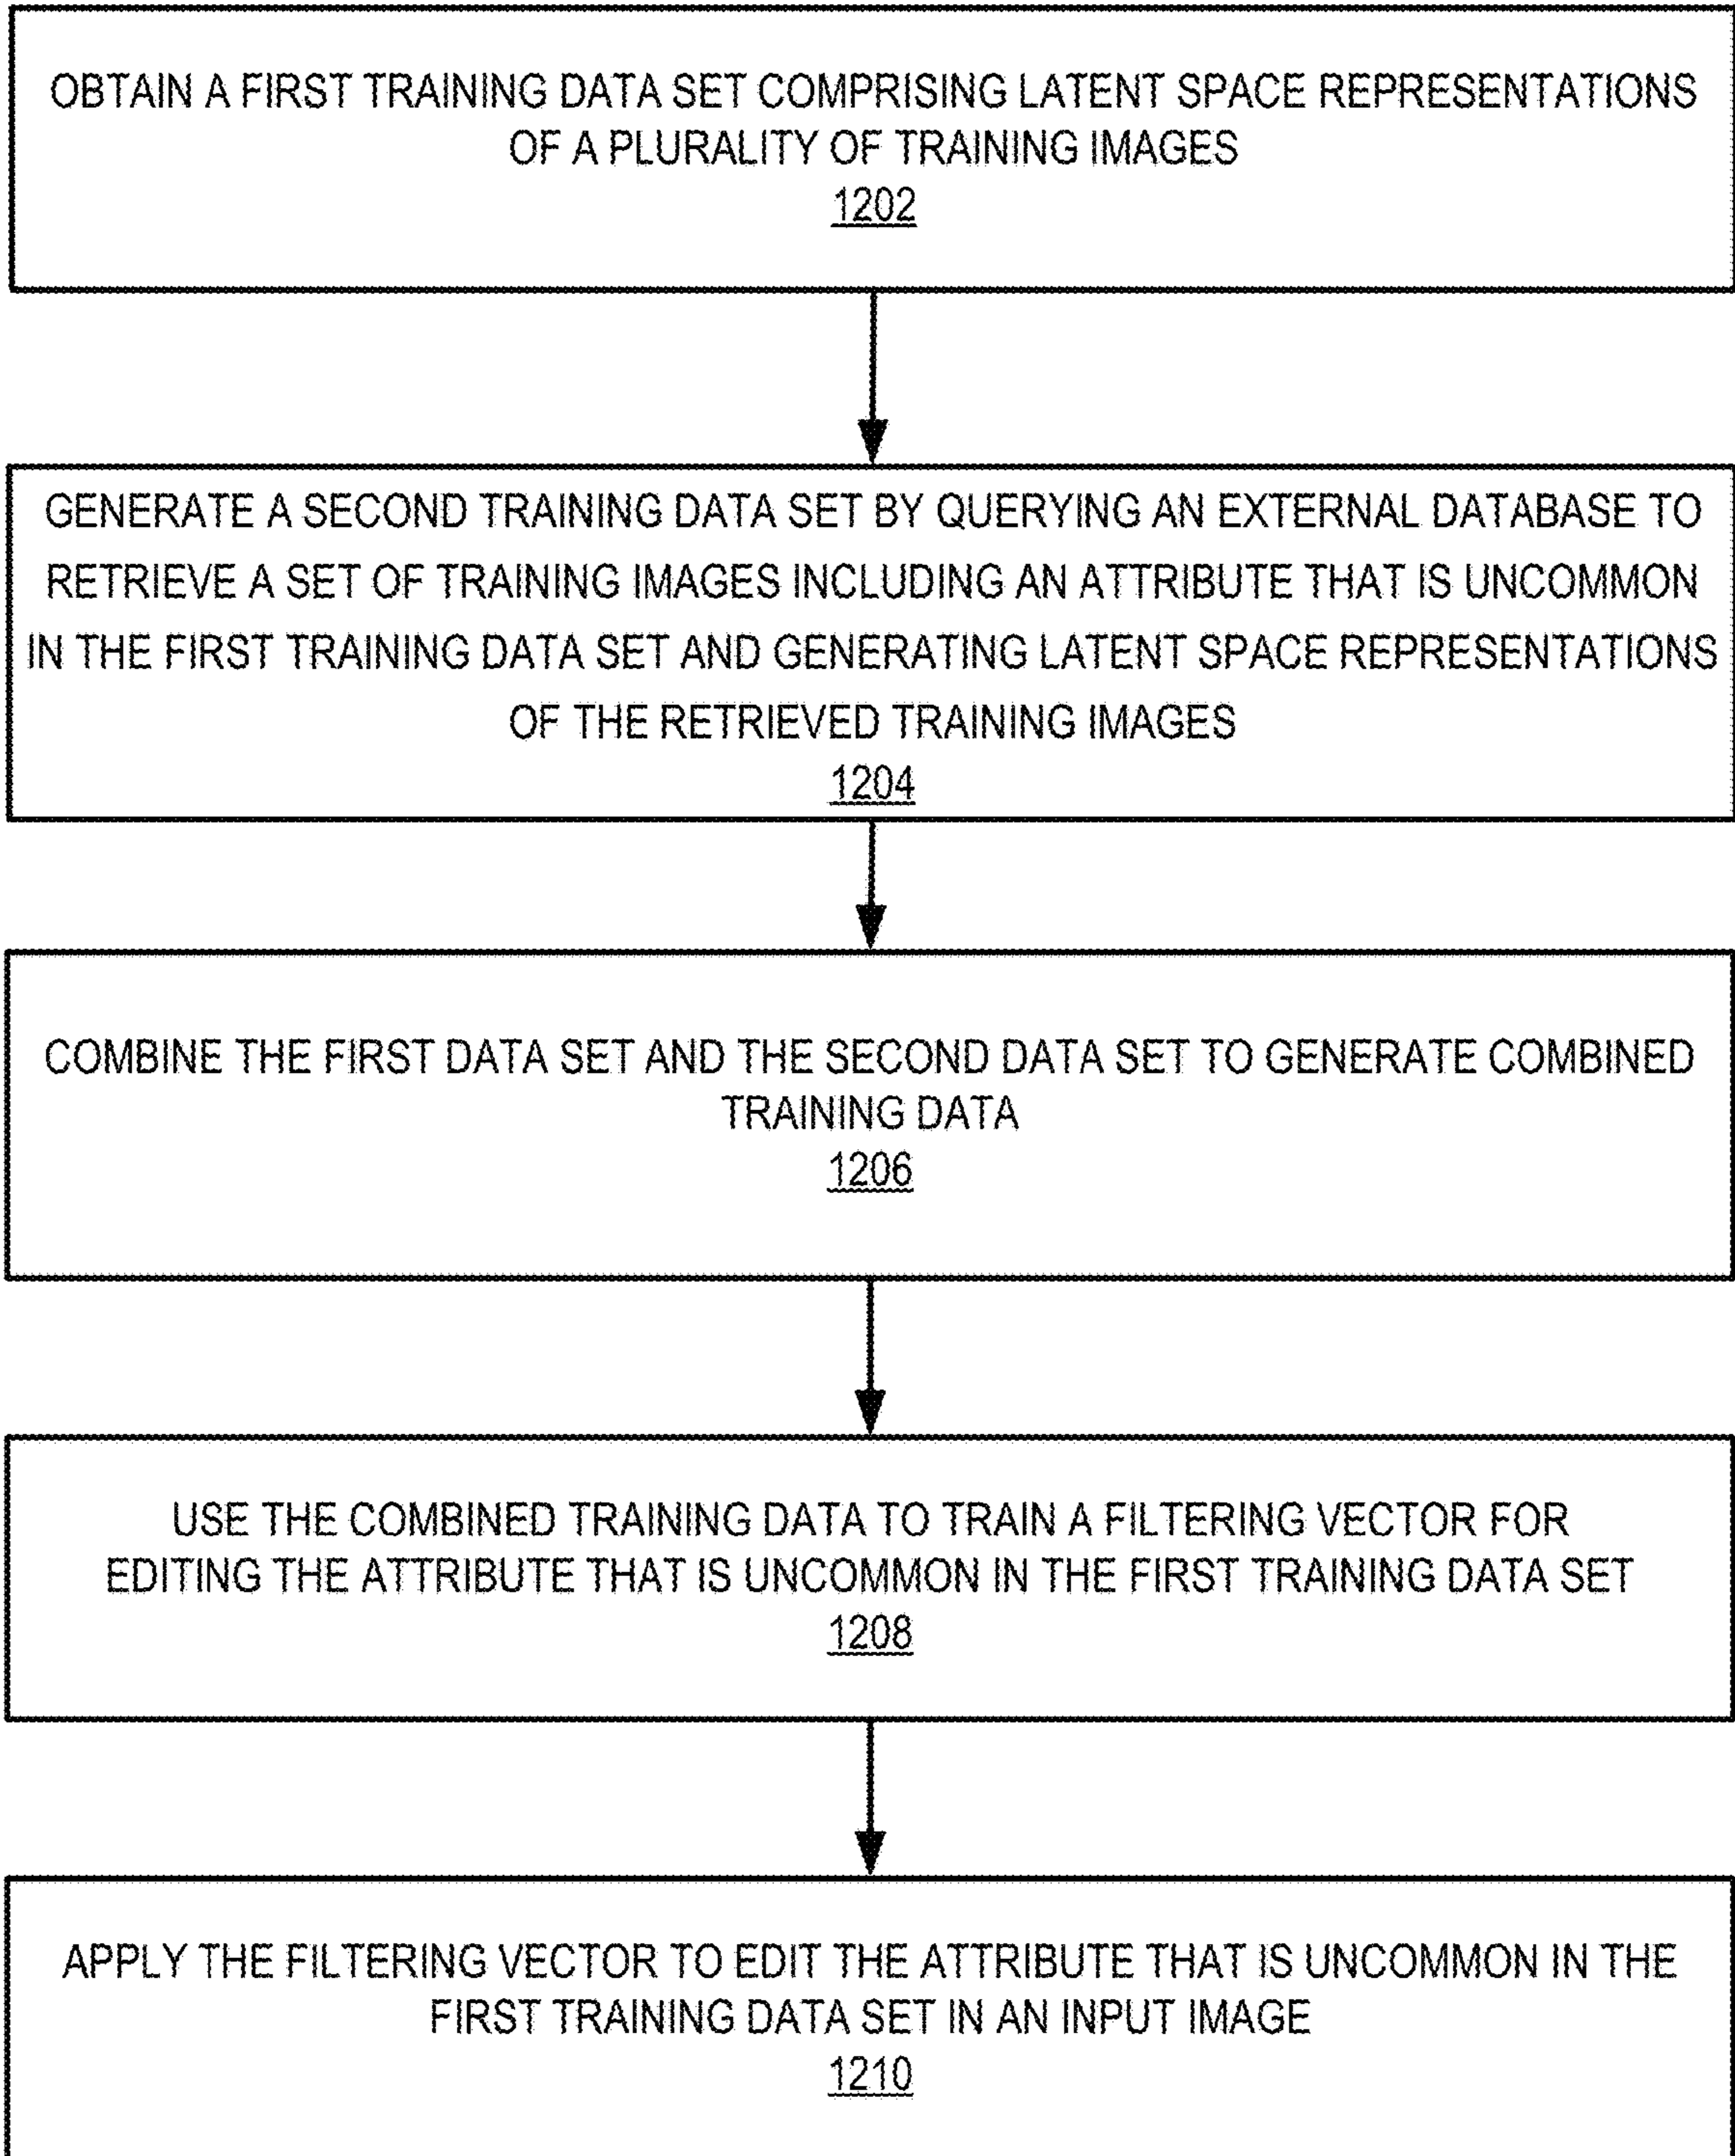 OBTAIN A FIRST TRAINING DATA SET COMPRISING LATENT SPACE REPRESENTATIONS
OF A PLURALITY OF TRAINING IMAGES
1202
GENERATE A SECOND TRAINING DATA SET BY QUERYING AN EXTERNAL DATABASE TO
RETRIEVE A SET OF TRAINING IMAGES INCLUDING AN ATTRIBUTE THAT IS UNCOMMON
IN THE FIRST TRAINING DATA SET AND GENERATING LATENT SPACE REPRESENTATIONS
OF THE RETRIEVED TRAINING IMAGES
1204
COMBINE THE FIRST DATA SET AND THE SECOND DATA SET TO GENERATE COMBINED
TRAINING DATA
1206
USE THE COMBINED TRAINING DATA TO TRAIN A FILTERING VECTOR FOR
EDITING THE ATTRIBUTE THAT IS UNCOMMON IN THE FIRST TRAINING DATA SET
1208
APPLY THE FILTERING VECTOR TO EDIT THE ATTRIBUTE THAT IS UNCOMMON IN THE
FIRST TRAINING DATA SET IN AN INPUT IMAGE
1210